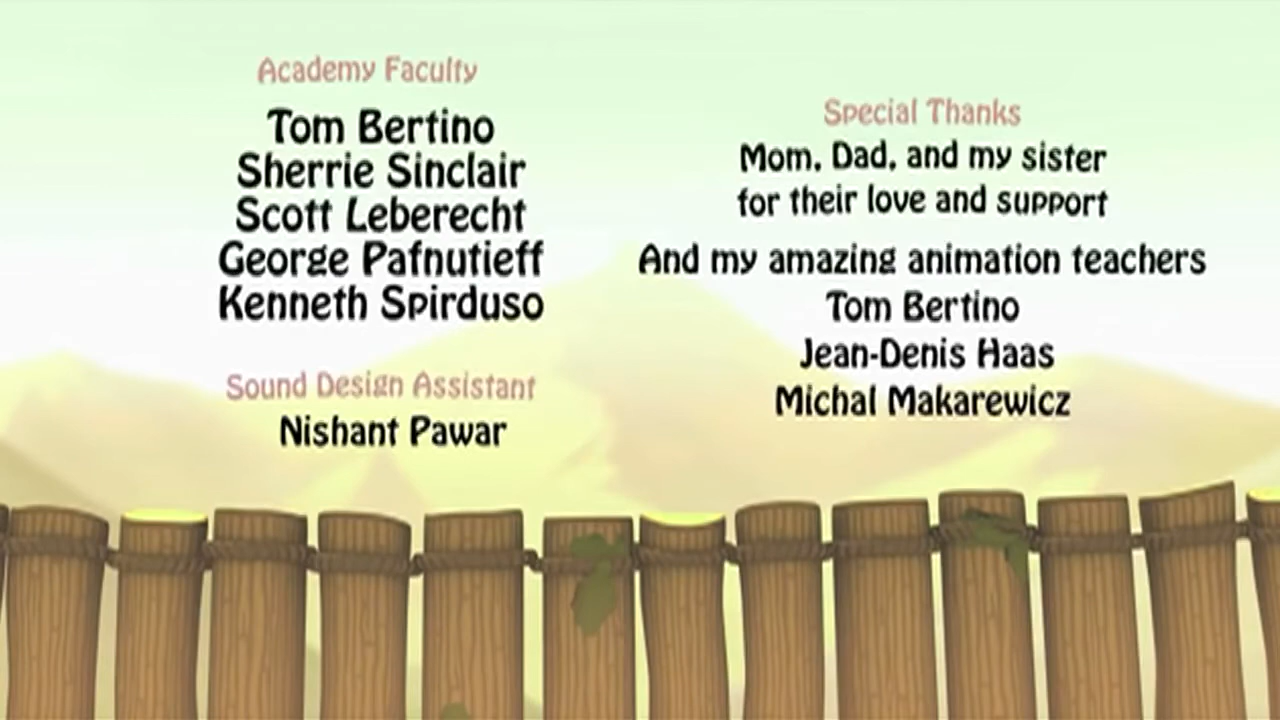 Academy Faculty
Tom Bertino
Sherrie Sinclair
Scott Leberecht
George Pafnutieff
Kenneth Spirduso
Sound Design Assistant
Nishant Pawar
Special Thanks
Mom, Dad, and my sister
for their love and support
And my amazing animation teachers
Tom Bertino
Jean-Denis Haas
Michal Makarewicz